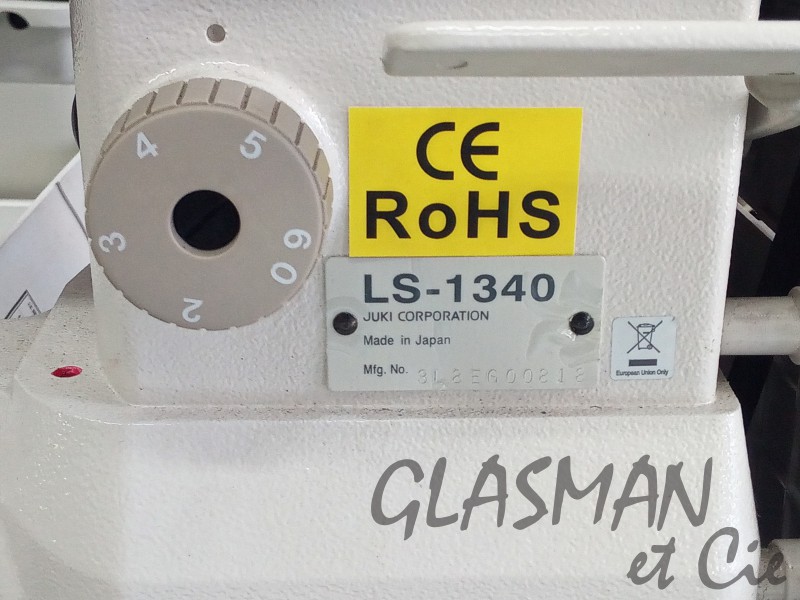 4
5
3
6
0
2
CE
RoHS
LS-1340
JUKI CORPORATION
Made in Japan
Mfg. No.
European Union Only
GLASMAN
et Cie